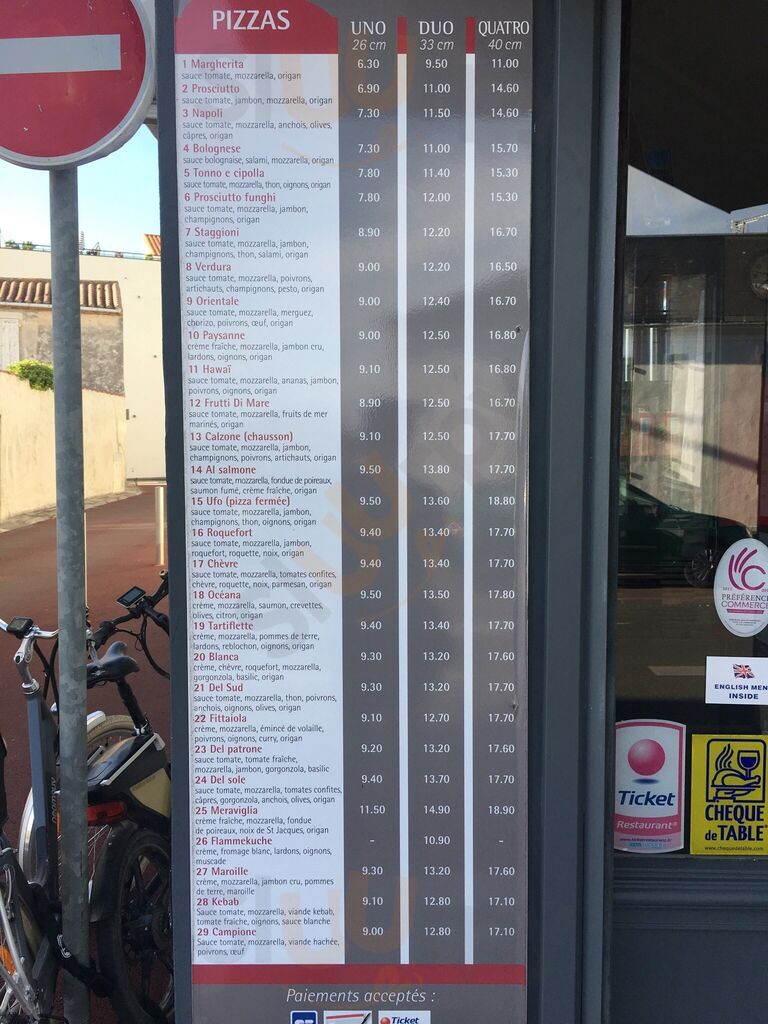 PIZZAS
UNO DUO QUATRO
26 cm 33 cm 40 cm
1 Margherita 6.30 9.50 11.00
sauce tomate, mozzarella, origan
2 Prosciutto 6.90 11.00 14.60
sauce tomate, jambon, mozzarella, origan
3 Napoli 7.30 11.50 14.60
sauce tomate, mozzarella, anchois, olives,
câpres, origan
4 Bolognese 7.30 11.00 15.70
sauce bolognaise, salami, mozzarella, origan
5 Tonno e cipolla 7.80 11.40 15.30
sauce tomate, mozzarella, thon, oignons, origan
6 Prosciutto funghi 7.80 12.00 15.30
sauce tomate, mozzarella, jambon,
champignons, origan
7 Staggioni 8.90 12.20 16.70
sauce tomate, mozzarella, jambon,
champignons, thon, salami, origan
8 Verdura 9.00 12.20 16.50
sauce tomate, mozzarella, poivrons,
artichauts, champignons, pesto, origan
9 Orientale 9.00 12.40 16.70
sauce tomate, mozzarella, merguez,
chorizo, poivrons, œuf, origan
10 Paysanne 9.00 12.50 16.80
crème fraîche, mozzarella, jambon cru,
lardons, oignons, origan
11 Hawaï 9.10 12.50 16.80
sauce tomate, mozzarella, ananas, jambon,
poivrons, oignons, origan
12 Frutti Di Mare 8.90 12.50 16.70
sauce tomate, mozzarella, fruits de mer
marinés, origan
13 Calzone (chausson) 9.10 12.50 17.70
sauce tomate, mozzarella, jambon,
champignons, poivrons, artichauts, origan
14 Al salmone 9.50 13.80 17.70
sauce tomate, mozzarella, fondue de poireaux,
saumon fumé, crème fraîche, origan
15 Ufo (pizza fermée) 9.50 13.60 18.80
sauce tomate, mozzarella, jambon,
champignons, thon, oignons, origan
16 Roquefort 9.40 13.40 17.70
sauce tomate, mozzarella, jambon,
roquefort, roquette, noix, origan
17 Chèvre 9.40 13.40 17.70
sauce tomate, mozzarella, tomates confites,
chèvre, roquette, noix, parmesan, origan
18 Océana 9.50 13.50 17.80
crème, mozzarella, saumon, crevettes,
olives, citron, origan
19 Tartiflette 9.40 13.40 17.70
crème, mozzarella, pommes de terre,
lardons, reblochon, oignons, origan
20 Blanca 9.30 13.20 17.60
crème, chèvre, roquefort, mozzarella,
gorgonzola, basilic, origan
21 Del Sud 9.30 13.20 17.70
sauce tomate, mozzarella, thon, poivrons,
anchois, oignons, olives, origan
22 Fittaiola 9.10 12.70 17.70
crème, mozzarella, émincé de volaille,
poivrons, oignons, curry, origan
23 Del patrone 9.20 13.20 17.60
sauce tomate, tomate fraîche,
mozzarella, jambon, gorgonzola, basilic
24 Del sole 9.40 13.70 17.70
sauce tomate, mozzarella, tomates confites,
câpres, gorgonzola, anchois, olives, origan
25 Meraviglia 11.50 14.90 18.90
crème fraîche, mozzarella, fondue
de poireaux, noix de St Jacques, origan
26 Flammekuche - 10.90 -
crème, fromage blanc, lardons, oignons,
muscade
27 Maroille 9.30 13.20 17.60
crème, mozzarella, jambon cru, pommes
de terre, maroille
28 Kebab 9.10 12.80 17.10
Sauce tomate, mozzarella, viande kebab,
tomate fraîche, oignons, sauce blanche
29 Campione 9.00 12.80 17.10
Sauce tomate, mozzarella, viande hachée,
poivrons, œuf
Paiements acceptés :
Ticket
PRÉFÉRENCE
COMMERCE
ENGLISH MEN
INSIDE
Ticket
Restaurant
CHEQUE
de TABLE
www.chequedetable.com